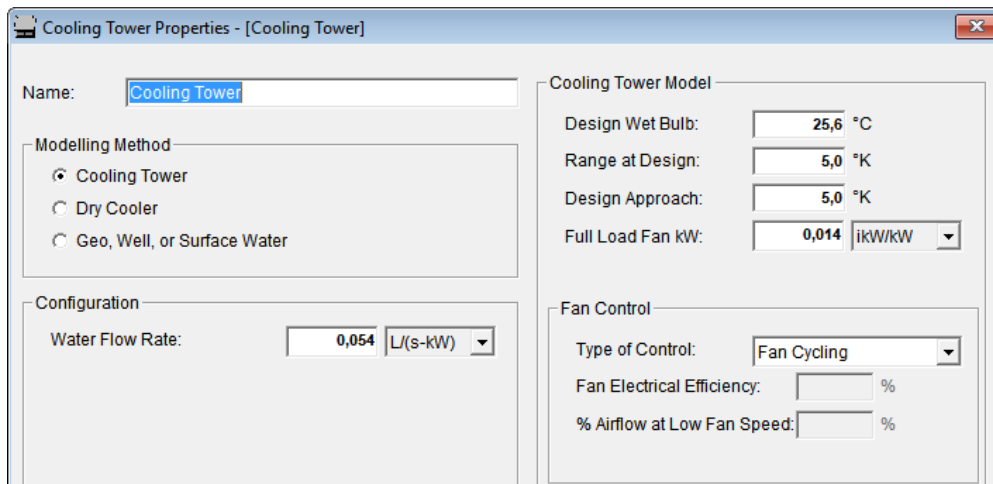 Cooling Tower Properties - [Cooling Tower]
Name: Cooling Tower
Modelling Method
Cooling Tower
Dry Cooler
Geo, Well, or Surface Water
Configuration
Water Flow Rate: 0,054 L/(s-kW)
Cooling Tower Model
Design Wet Bulb: 25,6 °C
Range at Design: 5,0 °K
Design Approach: 5,0 °K
Full Load Fan kW: 0,014 ikW/kW
Fan Control
Type of Control: Fan Cycling
Fan Electrical Efficiency: %
% Airflow at Low Fan Speed: %